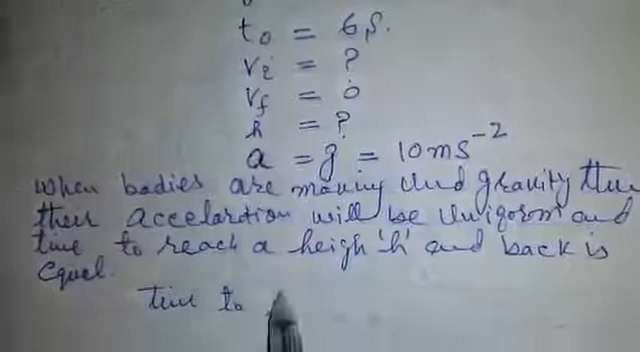 t₀ = 6s.
vᵢ = ?
v_f = 0
h = ?
a = g = 10ms⁻²
When bodies are moving und gravity then
their accelaration will be Uniform and
time to reach a heigh 'h' and back is
equal.
time to